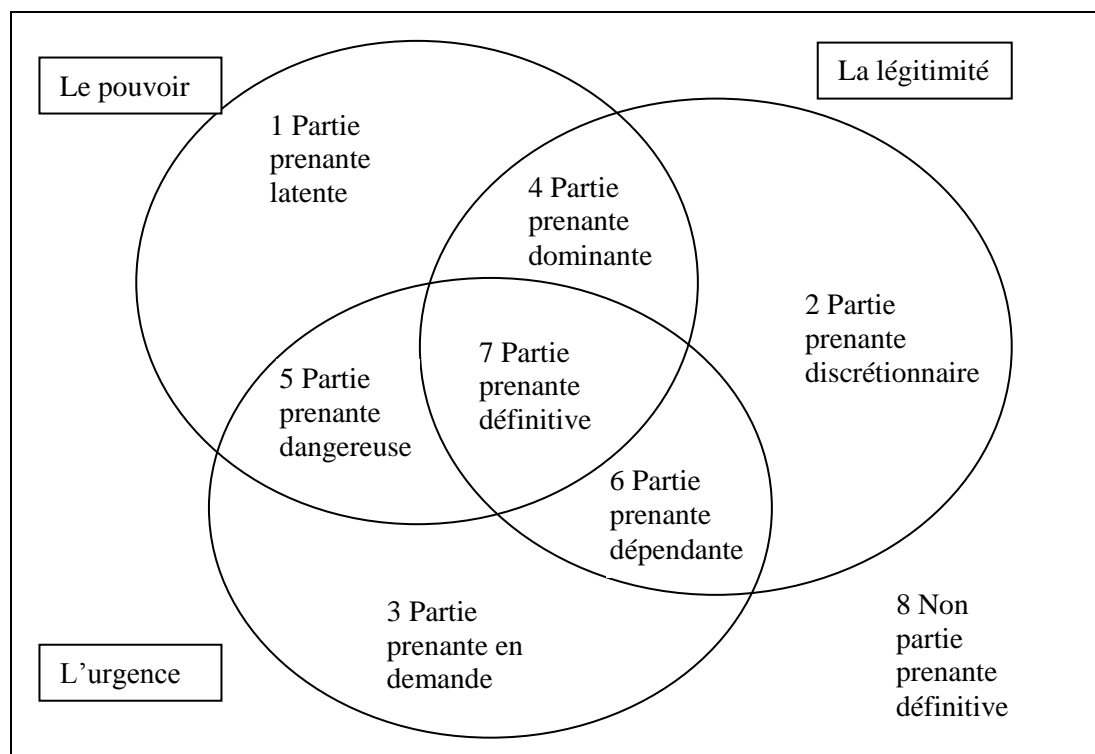 Le pouvoir
La légitimité
1 Partie
prenante
latente
4 Partie
prenante
dominante
2 Partie
prenante
discrétionnaire
7 Partie
prenante
définitive
5 Partie
prenante
dangereuse
6 Partie
prenante
dépendante
3 Partie
prenante en
demande
8 Non
partie
prenante
définitive
L’urgence